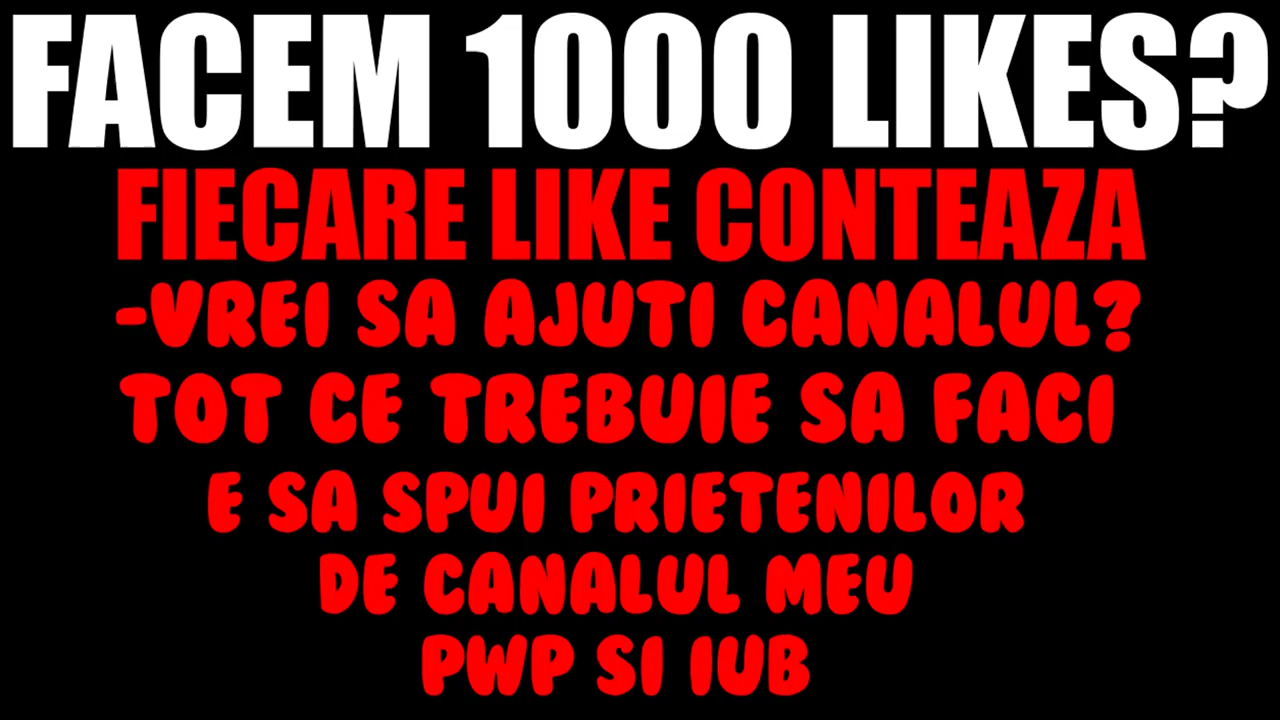 FACEM 1000 LIKES?
FIECARE LIKE CONTEAZA
-VREI SA AJUTI CANALUL?
TOT CE TREBUIE SA FACI
E SA SPUI PRIETENILOR
DE CANALUL MEU
PWP SI IUB